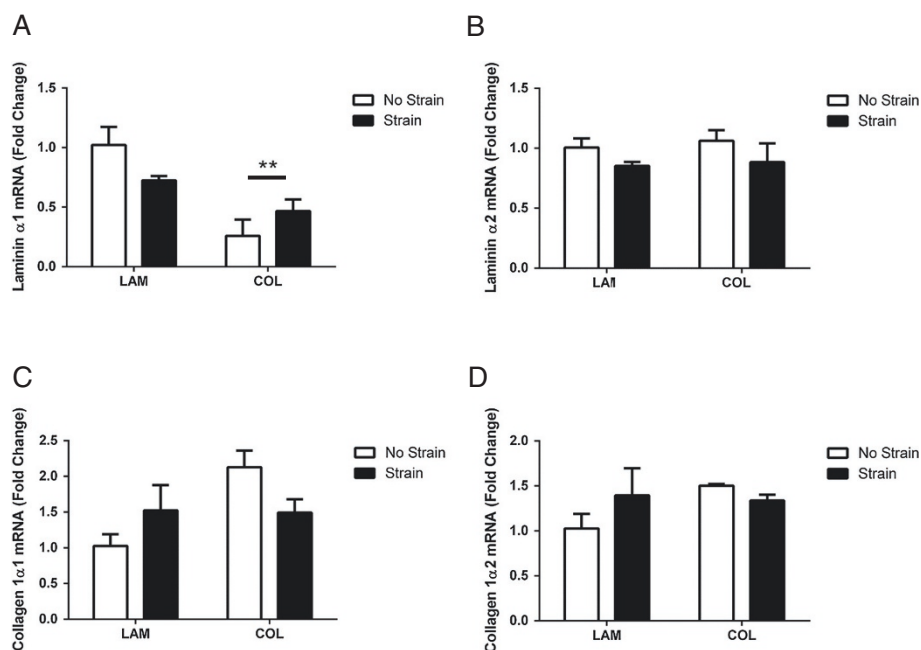 A
Laminin α1 mRNA (Fold Change)
1.5
1.0
0.5
0.0
**
LAM
COL
No Strain
Strain
B
Laminin α2 mRNA (Fold Change)
1.5
1.0
0.5
0.0
LAM
COL
No Strain
Strain
C
Collagen 1α1 mRNA (Fold Change)
2.5
2.0
1.5
1.0
0.5
0.0
LAM
COL
No Strain
Strain
D
Collagen 1α2 mRNA (Fold Change)
2.0
1.5
1.0
0.5
0.0
LAM
COL
No Strain
Strain